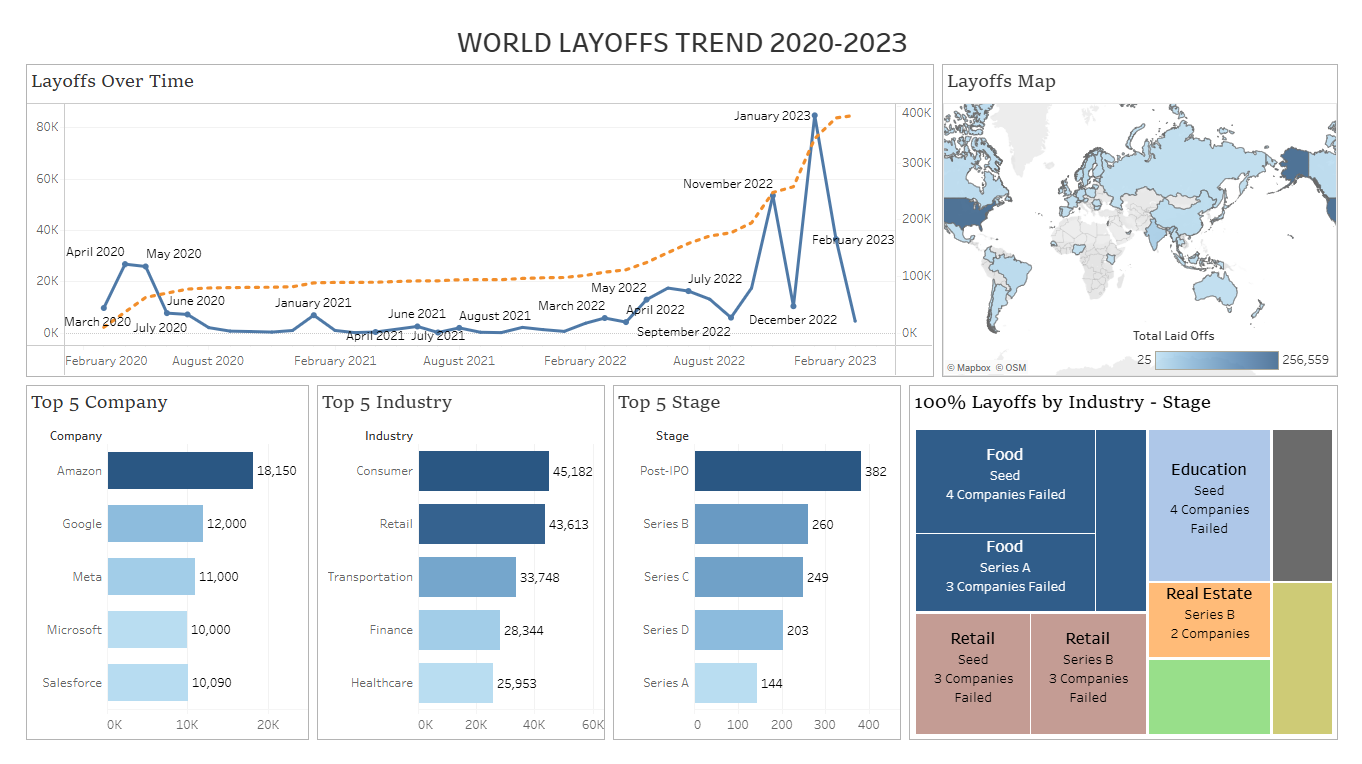 WORLD LAYOFFS TREND 2020-2023
Layoffs Over Time
80K
60K
40K
20K
0K
400K
300K
200K
100K
0K
January 2023
November 2022
February 2023
April 2020
May 2020
June 2020
March 2020
July 2020
January 2021
April 2021
June 2021
July 2021
August 2021
March 2022
May 2022
April 2022
July 2022
September 2022
December 2022
February 2020
August 2020
February 2021
August 2021
February 2022
August 2022
February 2023
Layoffs Map
Total Laid Offs
25
256,559
© Mapbox © OSM
Top 5 Company
Company
Amazon 18,150
Google 12,000
Meta 11,000
Microsoft 10,000
Salesforce 10,090
0K 10K 20K
Top 5 Industry
Industry
Consumer 45,182
Retail 43,613
Transportation 33,748
Finance 28,344
Healthcare 25,953
0K 20K 40K 60K
Top 5 Stage
Stage
Post-IPO 382
Series B 260
Series C 249
Series D 203
Series A 144
0 100 200 300 400
100% Layoffs by Industry - Stage
Food
Seed
4 Companies Failed
Food
Series A
3 Companies Failed
Retail
Seed
3 Companies
Failed
Retail
Series B
3 Companies
Failed
Education
Seed
4 Companies
Failed
Real Estate
Series B
2 Companies